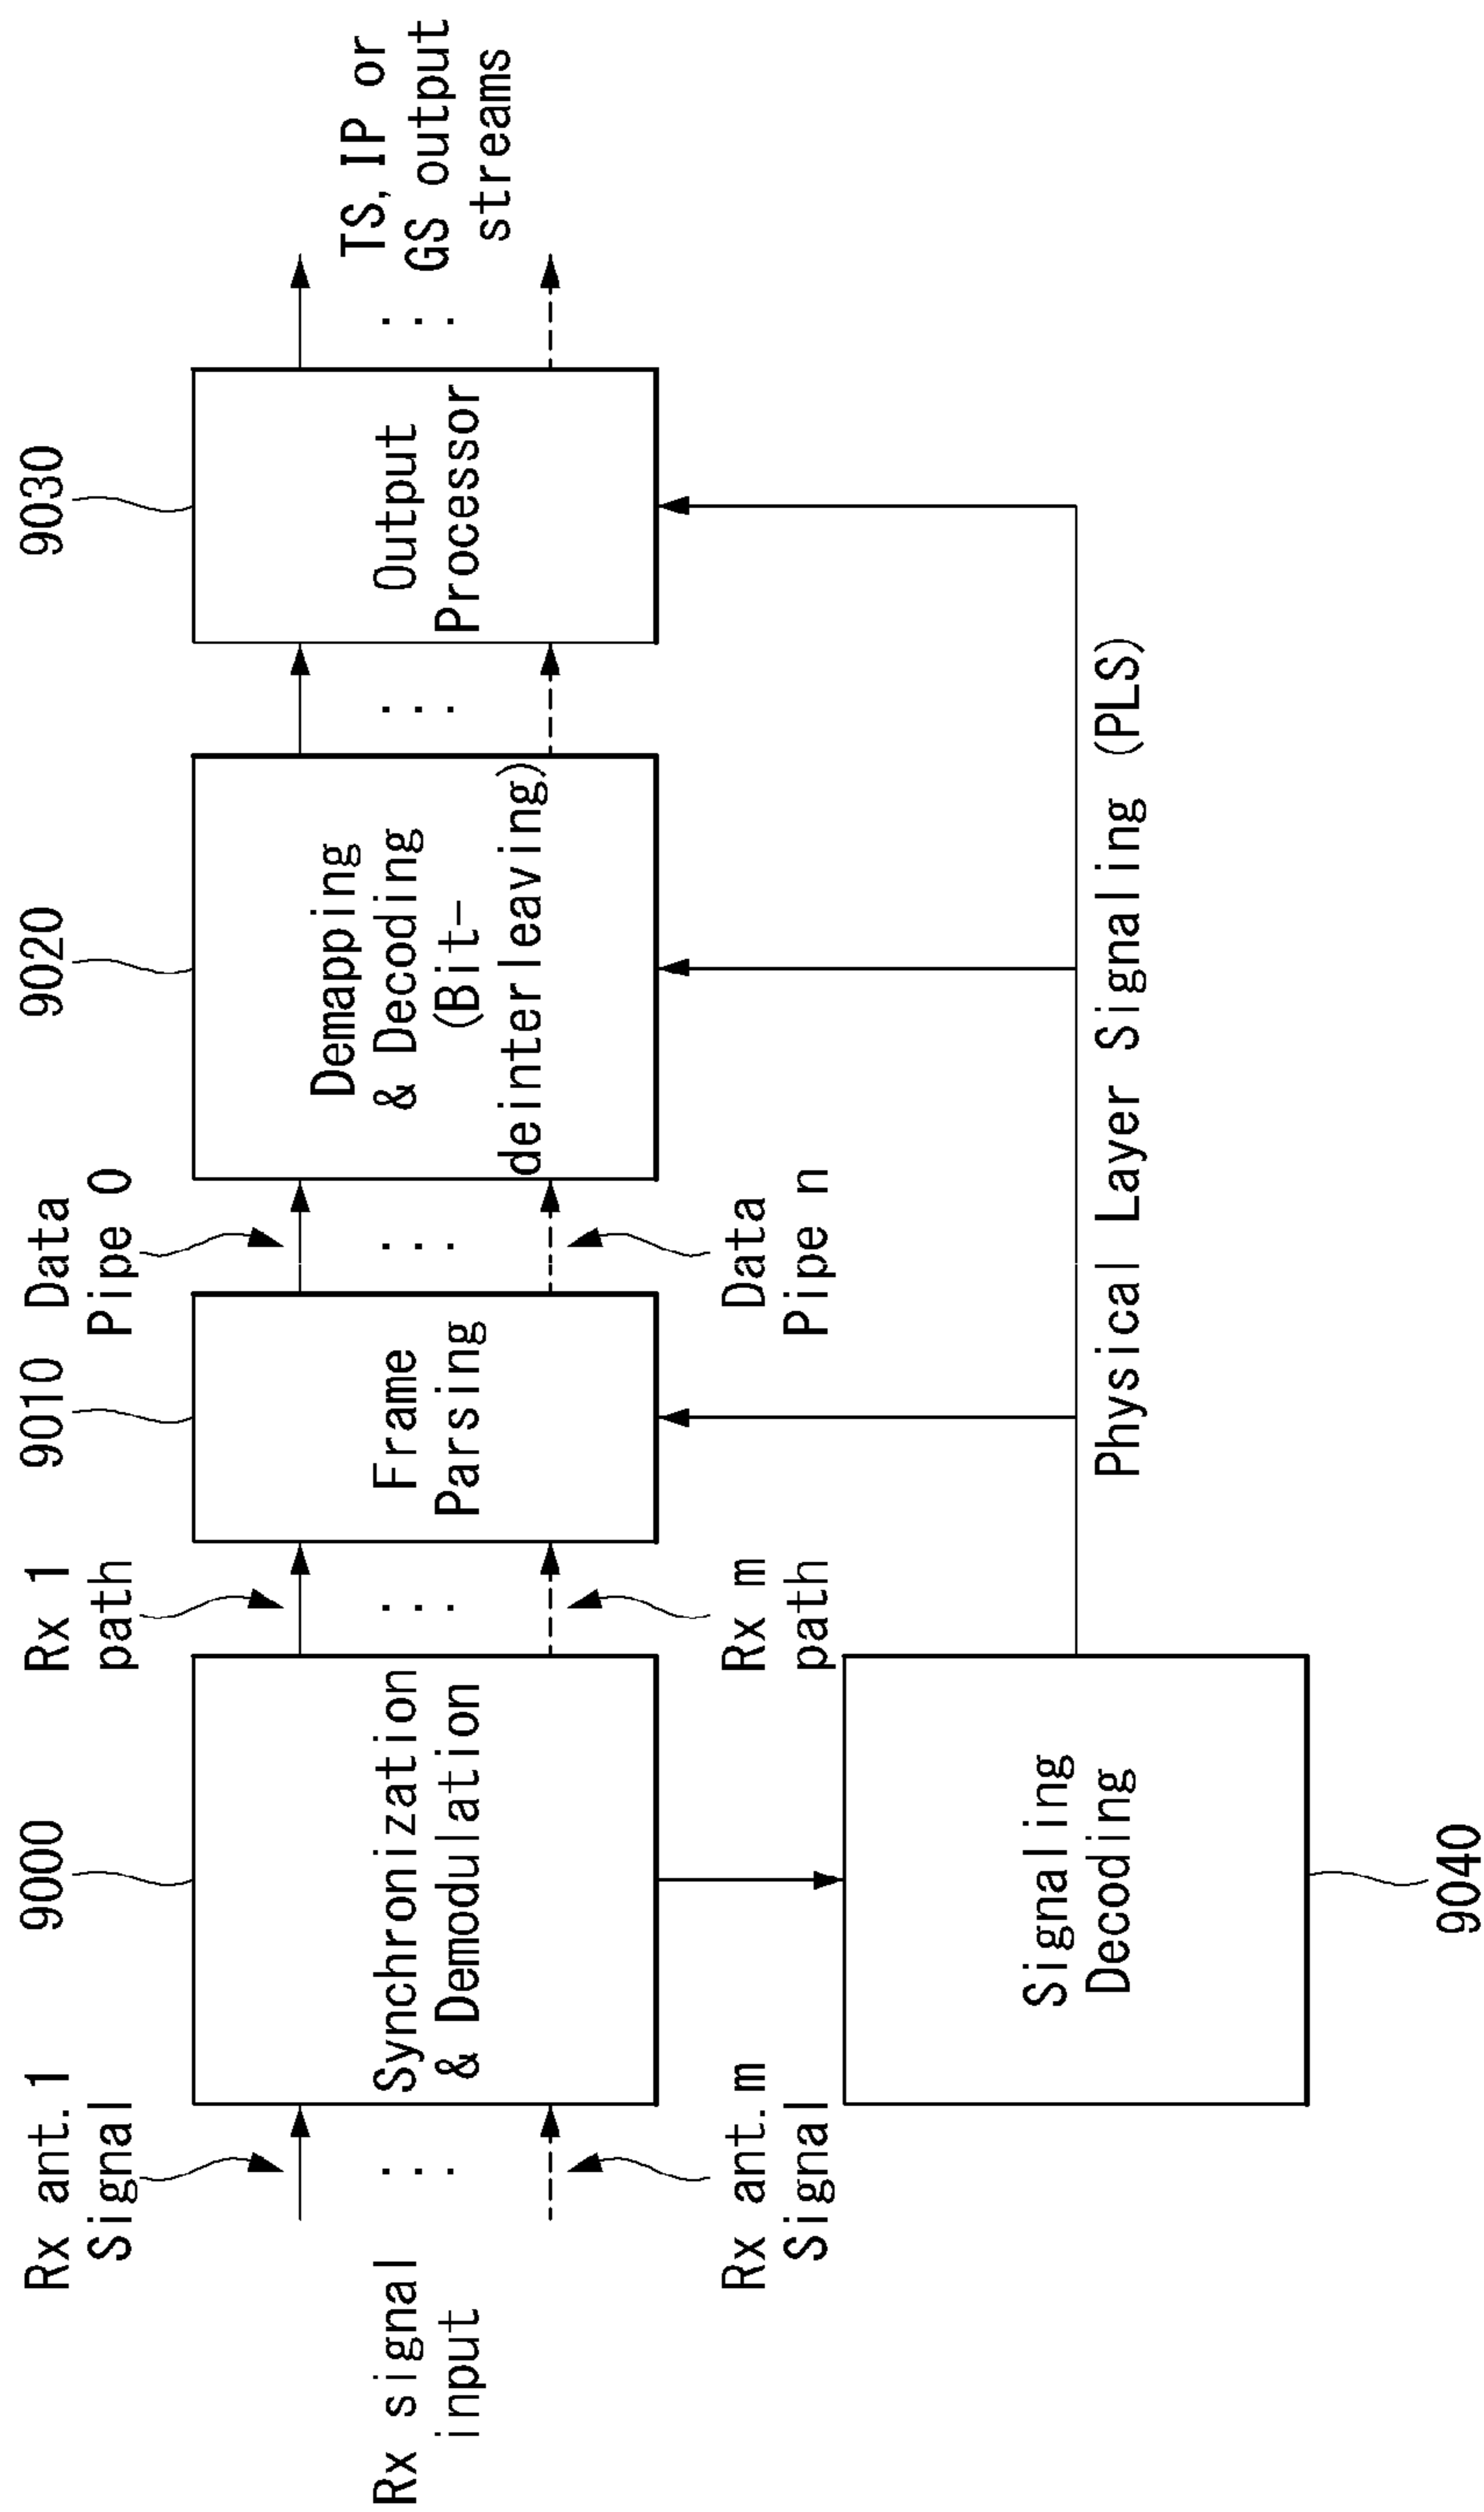 Rx signal
input
Rx ant.1
Signal
Rx ant.m
Signal
9000
Synchronization
& Demodulation
Rx 1
path
Rx m
path
9010
Frame
Parsing
Data
Pipe 0
Data
Pipe n
9020
Demapping
& Decoding
(Bit-
deinterleaving)
9030
Output
Processor
TS, IP or
GS output
streams
Signaling
Decoding
9040
Physical Layer Signaling (PLS)